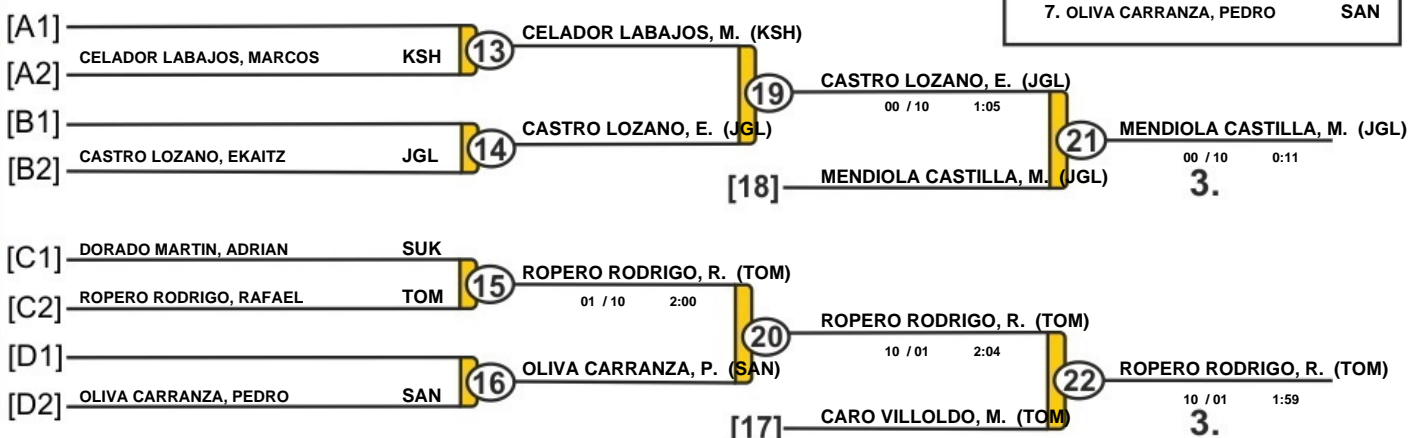 7. OLIVA CARRANZA, PEDRO SAN
[A1]
CELADOR LABAJOS, MARCOS KSH
[A2]
13
CELADOR LABAJOS, M. (KSH)
19
CASTRO LOZANO, E. (JGL)
00 / 10 1:05
[B1]
CASTRO LOZANO, EKAITZ JGL
[B2]
14
CASTRO LOZANO, E. (JGL)
21
MENDIOLA CASTILLA, M. (JGL)
00 / 10 0:11
3.
[18]
MENDIOLA CASTILLA, M. (JGL)
[C1] DORADO MARTIN, ADRIAN SUK
[C2] ROPERO RODRIGO, RAFAEL TOM
15
ROPERO RODRIGO, R. (TOM)
01 / 10 2:00
20
ROPERO RODRIGO, R. (TOM)
10 / 01 2:04
[D1]
[D2] OLIVA CARRANZA, PEDRO SAN
16
OLIVA CARRANZA, P. (SAN)
22
ROPERO RODRIGO, R. (TOM)
10 / 01 1:59
3.
[17]
CARO VILLOLDO, M. (TOM)